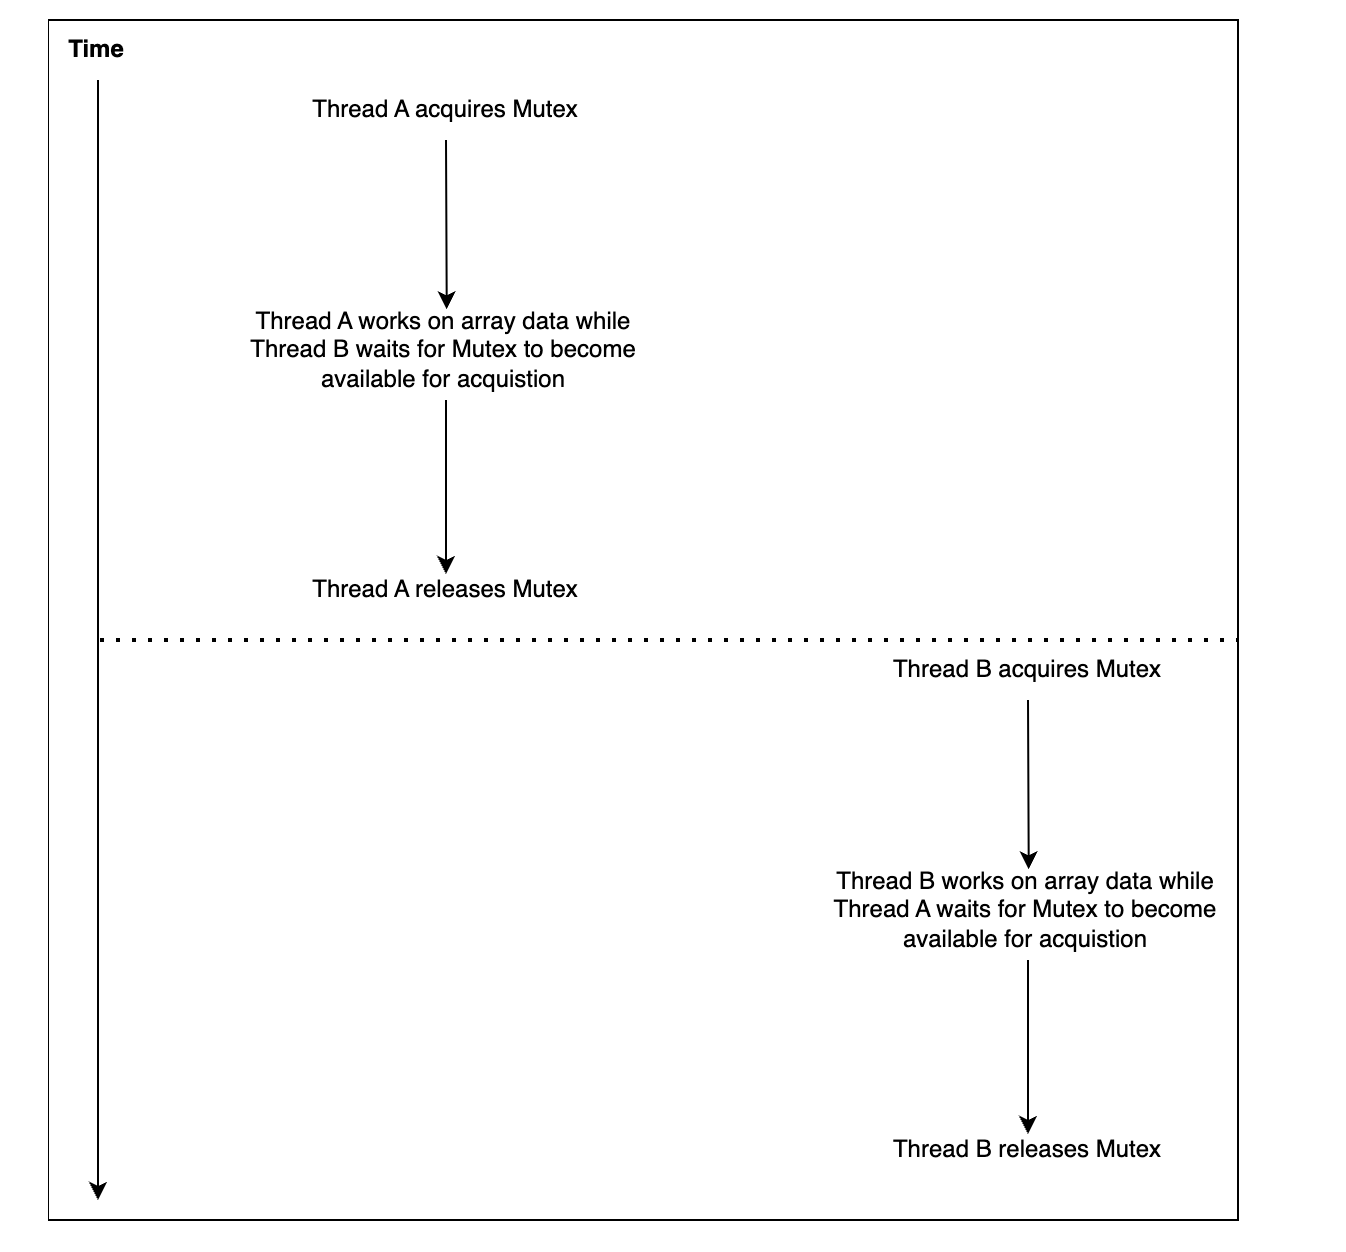 Time
Thread A acquires Mutex
Thread A works on array data while
Thread B waits for Mutex to become
available for acquistion
Thread A releases Mutex
Thread B acquires Mutex
Thread B works on array data while
Thread A waits for Mutex to become
available for acquistion
Thread B releases Mutex